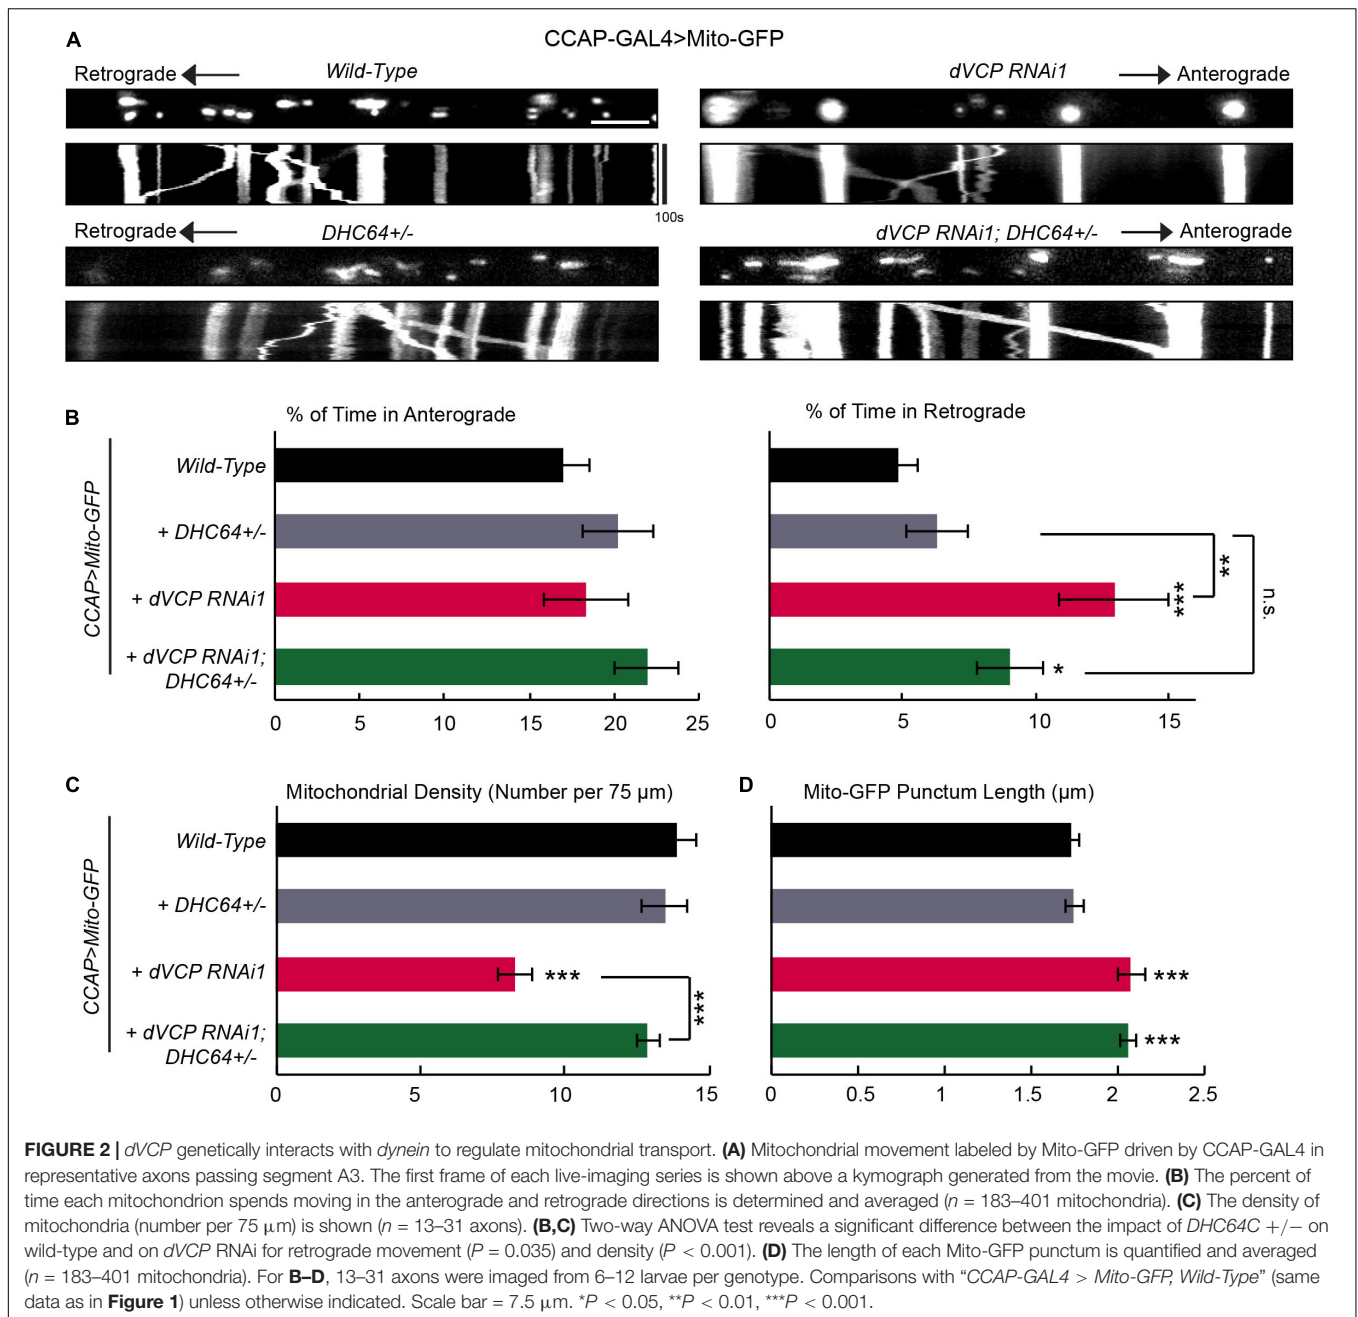 A
CCAP-GAL4>Mito-GFP
Retrograde
Wild-Type
dVCP RNAi1
Anterograde
100s
Retrograde
DHC64+/-
dVCP RNAi1; DHC64+/-
Anterograde
B
% of Time in Anterograde
% of Time in Retrograde
CCAP>Mito-GFP
Wild-Type
+ DHC64+/-
+ dVCP RNAi1
+ dVCP RNAi1;
DHC64+/-
**
***
*
n.s.
0 5 10 15 20 25
0 5 10 15
C
Mitochondrial Density (Number per 75 μm)
D
Mito-GFP Punctum Length (μm)
CCAP>Mito-GFP
Wild-Type
+ DHC64+/-
+ dVCP RNAi1
+ dVCP RNAi1;
DHC64+/-
***
***
***
***
0 5 10 15
0 0.5 1 1.5 2 2.5
FIGURE 2 | dVCP genetically interacts with dynein to regulate mitochondrial transport. (A) Mitochondrial movement labeled by Mito-GFP driven by CCAP-GAL4 in
representative axons passing segment A3. The first frame of each live-imaging series is shown above a kymograph generated from the movie. (B) The percent of
time each mitochondrion spends moving in the anterograde and retrograde directions is determined and averaged (n = 183–401 mitochondria). (C) The density of
mitochondria (number per 75 μm) is shown (n = 13–31 axons). (B,C) Two-way ANOVA test reveals a significant difference between the impact of DHC64C +/− on
wild-type and on dVCP RNAi for retrograde movement (P = 0.035) and density (P < 0.001). (D) The length of each Mito-GFP punctum is quantified and averaged
(n = 183–401 mitochondria). For B–D, 13–31 axons were imaged from 6–12 larvae per genotype. Comparisons with “CCAP-GAL4 > Mito-GFP, Wild-Type” (same
data as in Figure 1) unless otherwise indicated. Scale bar = 7.5 μm. *P < 0.05, **P < 0.01, ***P < 0.001.